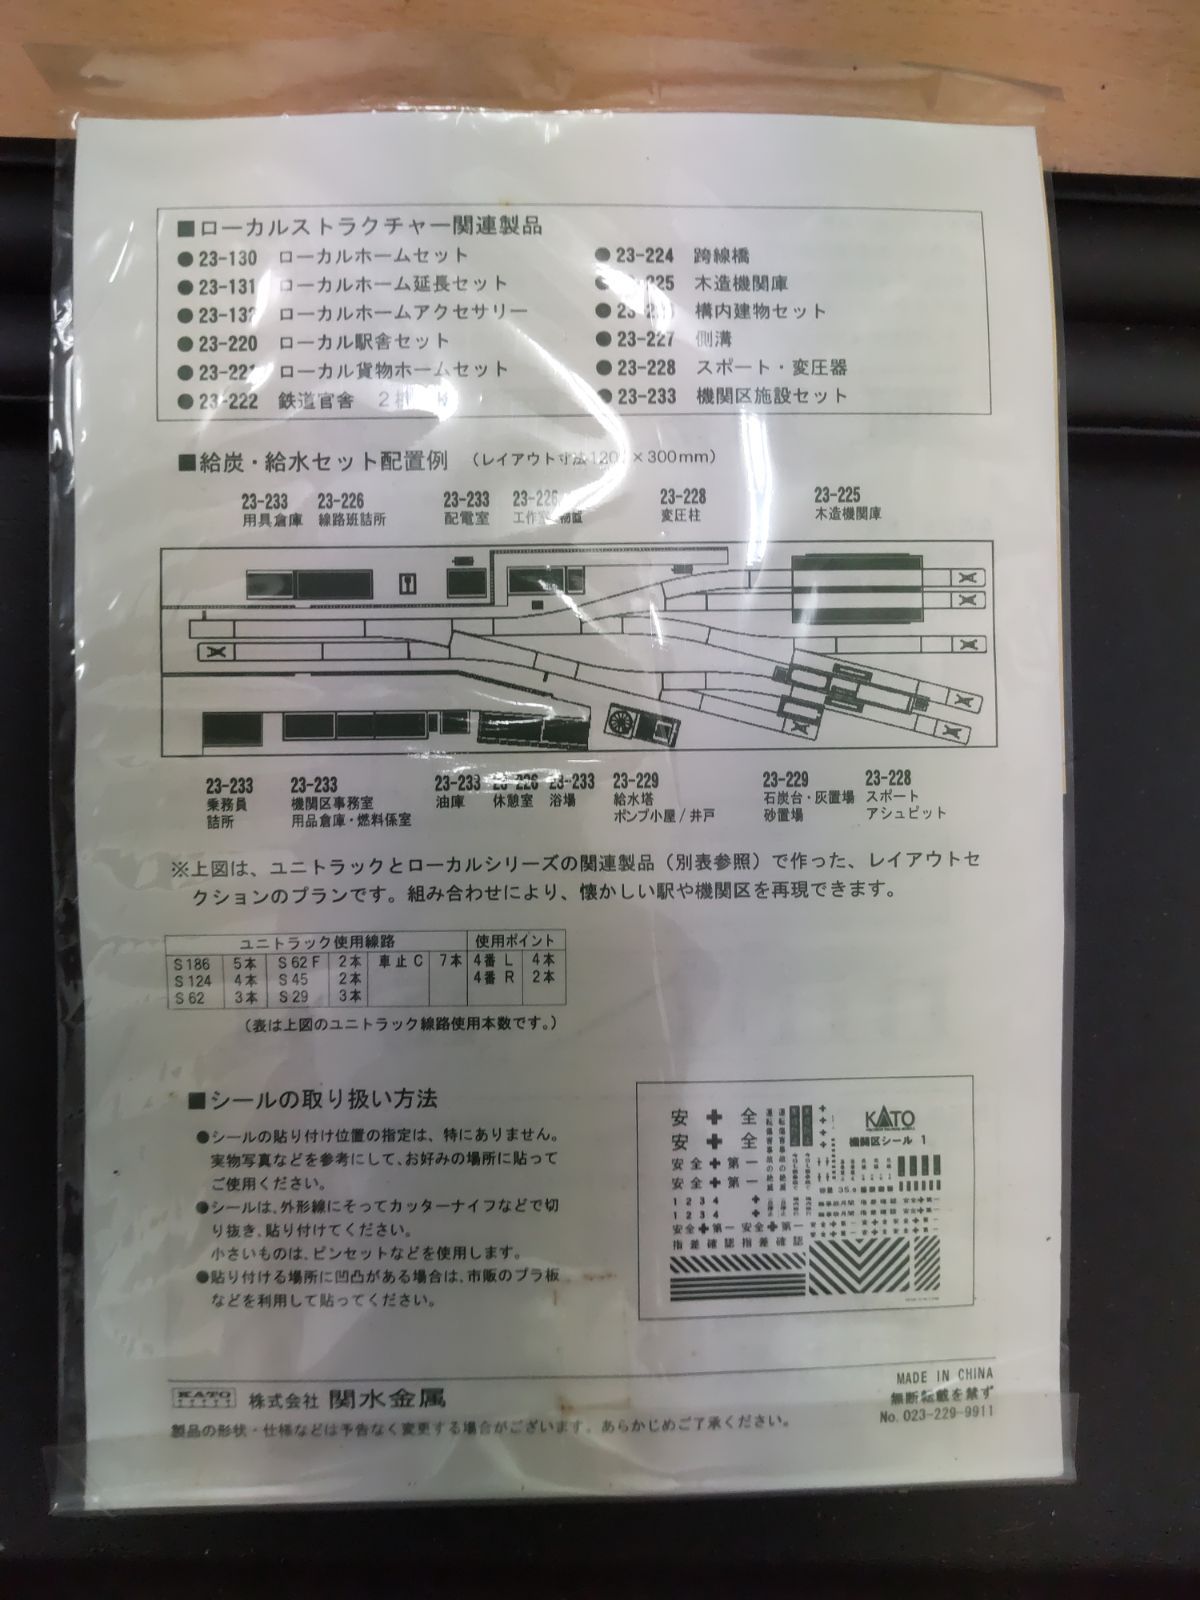 ■ローカルストラクチャー関連製品
●23-130 ローカルホームセット
●23-131 ローカルホーム延長セット
●23-132 ローカルホームアクセサリー
●23-220 ローカル駅舎セット
●23-221 ローカル貨物ホームセット
●23-222 鉄道官舎 2棟
●23-224 跨線橋
●23-225 木造機関庫
構内建物セット
●23-227 側溝
●23-228 スポート・変圧器
●23-233 機関区施設セット
■給炭・給水セット配置例 (レイアウト寸法120 ×300mm)
23-233 23-226 23-233 23-226 23-228 23-225
用具倉庫 線路班詰所 配電室 工作室 変圧柱 木造機関庫
23-233 23-233 23-233 23-226 23-233 23-229 23-229 23-228
乗務員 機関区事務室 油庫 休憩室 浴場 給水塔 石炭台・灰置場 スポート
詰所 用品倉庫・燃料係室 ポンプ小屋/井戸 砂置場 アシュピット
※上図は、ユニトラックとローカルシリーズの関連製品(別表参照)で作った、レイアウトセ
クションのプランです。組み合わせにより、懐かしい駅や機関区を再現できます。
ユニトラック使用線路 使用ポイント
S186 5本 S62F 2本 車止C 7本 4番 L 4本
S124 4本 S45 2本 4番 R 2本
S62 3本 S29 3本
(表は上図のユニトラック線路使用本数です。)
■シールの取り扱い方法
●シールの貼り付け位置の指定は、特にありません。
実物写真などを参考にして、お好みの場所に貼って
ご使用ください。
●シールは、外形線にそってカッターナイフなどで切
り抜き、貼り付けてください。
小さいものは、ピンセットなどを使用します。
●貼り付ける場所に凹凸がある場合は、市販のプラ板
などを利用して貼ってください。
KATO
機関区シール 1
安✚全
安✚全
安全✚第一
安全✚第一
1 2 3 4
1 2 3 4
安全✚第一 安全✚第一
指差確認 指差確認
KATO 株式会社 関水金属
製品の形状・仕様などは予告なく変更する場合がございます。あらかじめご了承ください。
MADE IN CHINA
無断転載を禁ず
No. 023-229-9911